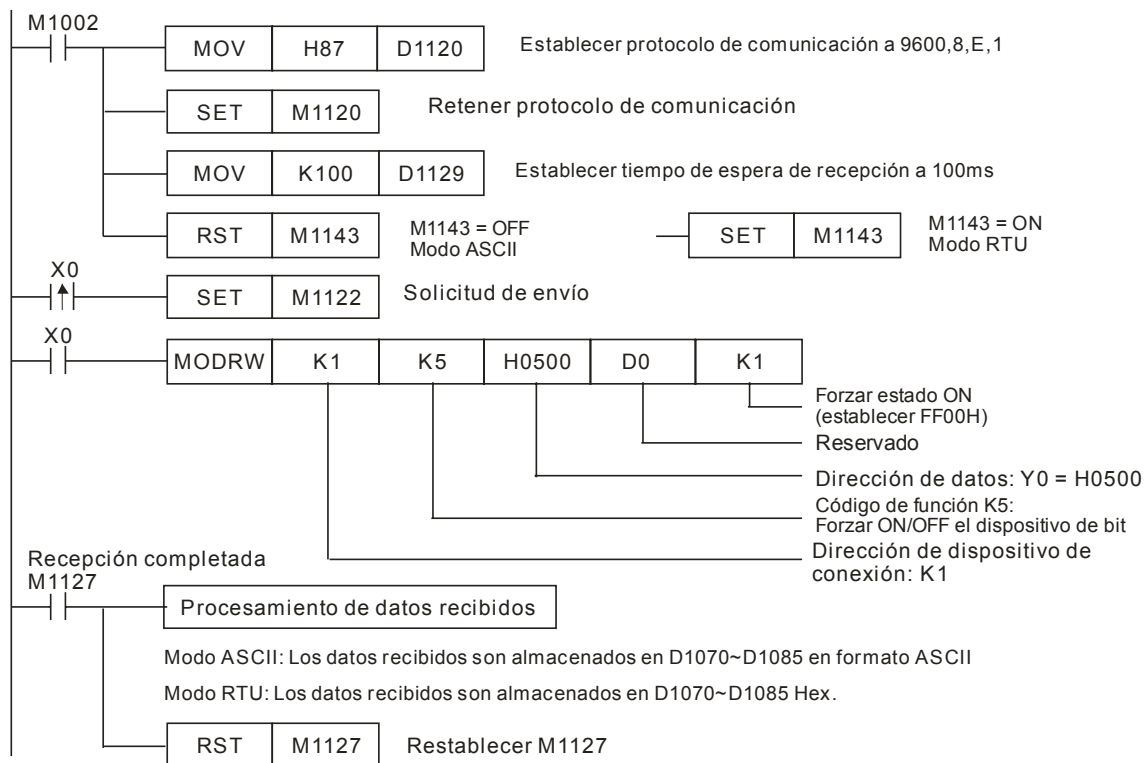 M1002
MOV H87 D1120 Establecer protocolo de comunicación a 9600,8,E,1
SET M1120 Retener protocolo de comunicación
MOV K100 D1129 Establecer tiempo de espera de recepción a 100ms
RST M1143 M1143 = OFF
Modo ASCII
SET M1143 M1143 = ON
Modo RTU
X0
SET M1122 Solicitud de envío
X0
MODRW K1 K5 H0500 D0 K1
Forzar estado ON
(establecer FF00H)
Reservado
Dirección de datos: Y0 = H0500
Código de función K5:
Forzar ON/OFF el dispositivo de bit
Dirección de dispositivo de
conexión: K1
Recepción completada
M1127
Procesamiento de datos recibidos
Modo ASCII: Los datos recibidos son almacenados en D1070~D1085 en formato ASCII
Modo RTU: Los datos recibidos son almacenados en D1070~D1085 Hex.
RST M1127 Restablecer M1127